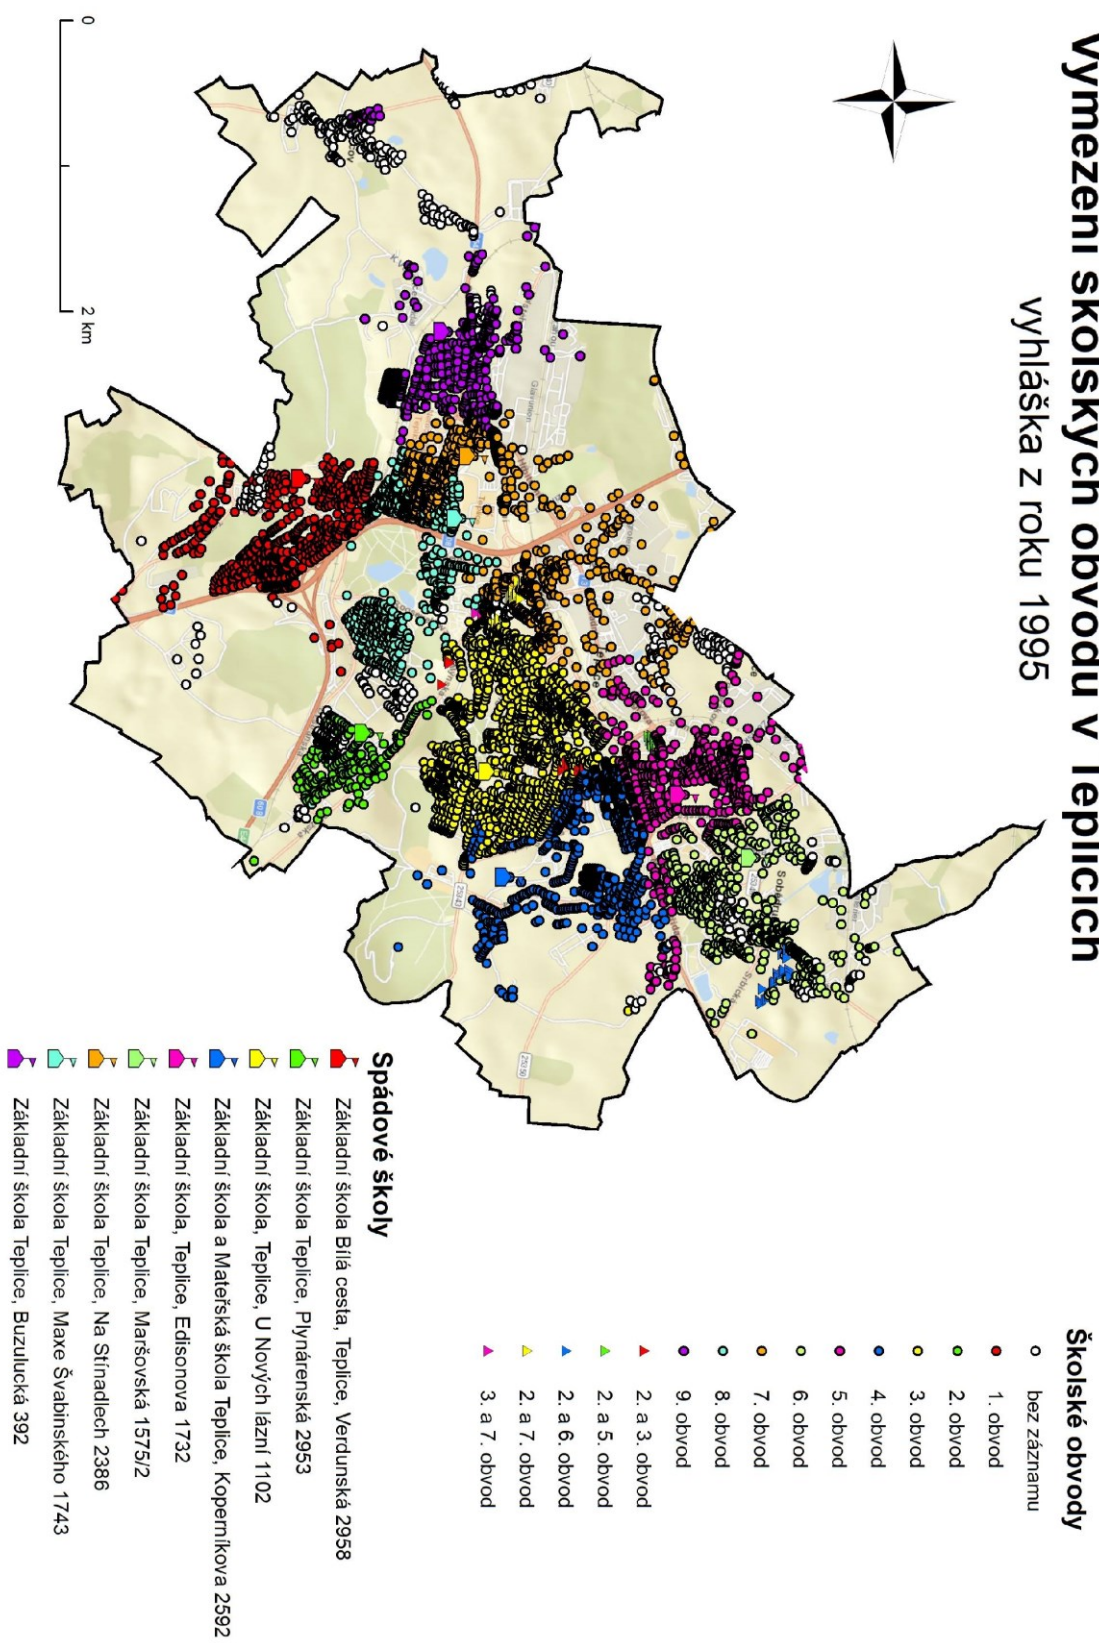 Vymezení školských obvodů v Teplicích
vyhláška z roku 1995
0
2 km
Srbická
Školské obvody
bez záznamu
1. obvod
2. obvod
3. obvod
4. obvod
5. obvod
6. obvod
7. obvod
8. obvod
9. obvod
2. a 3. obvod
2. a 5. obvod
2. a 6. obvod
2. a 7. obvod
3. a 7. obvod
Spádové školy
Základní škola Bílá cesta, Teplice, Verdunská 2958
Základní škola Teplice, Plynárenská 2953
Základní škola, Teplice, U Nových lázní 1102
Základní škola a Mateřská škola Teplice, Koperníkova 2592
Základní škola, Teplice, Edisonova 1732
Základní škola Teplice, Maršovská 1575/2
Základní škola Teplice, Na Stínadlech 2386
Základní škola Teplice, Maxe Švabinského 1743
Základní škola Teplice, Buzulucká 392